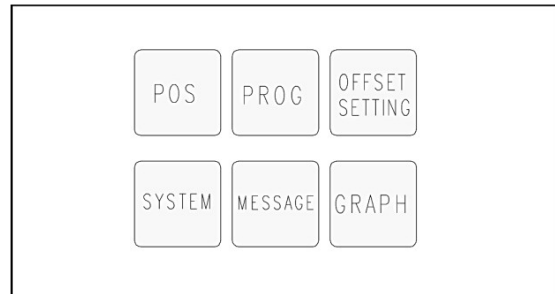 POS
PROG
OFFSET
SETTING
SYSTEM
MESSAGE
GRAPH